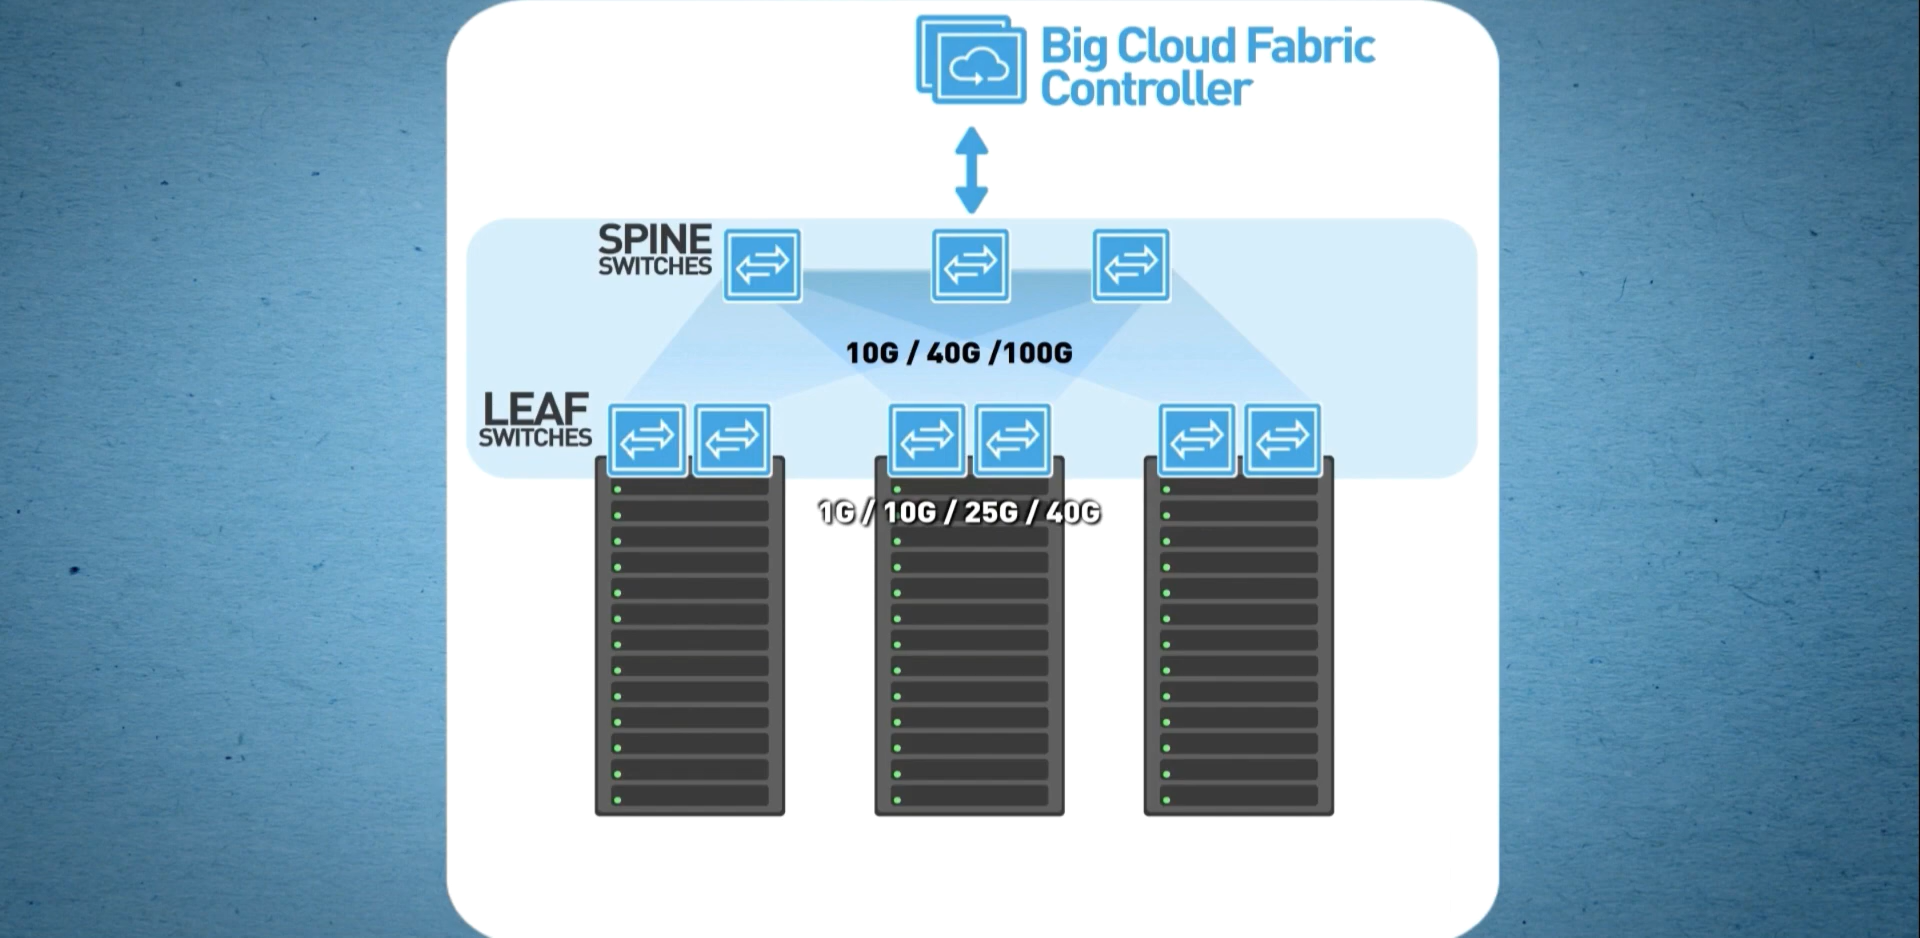 Big Cloud Fabric
Controller
SPINE
SWITCHES
10G / 40G /100G
LEAF
SWITCHES
1G / 10G / 25G / 40G